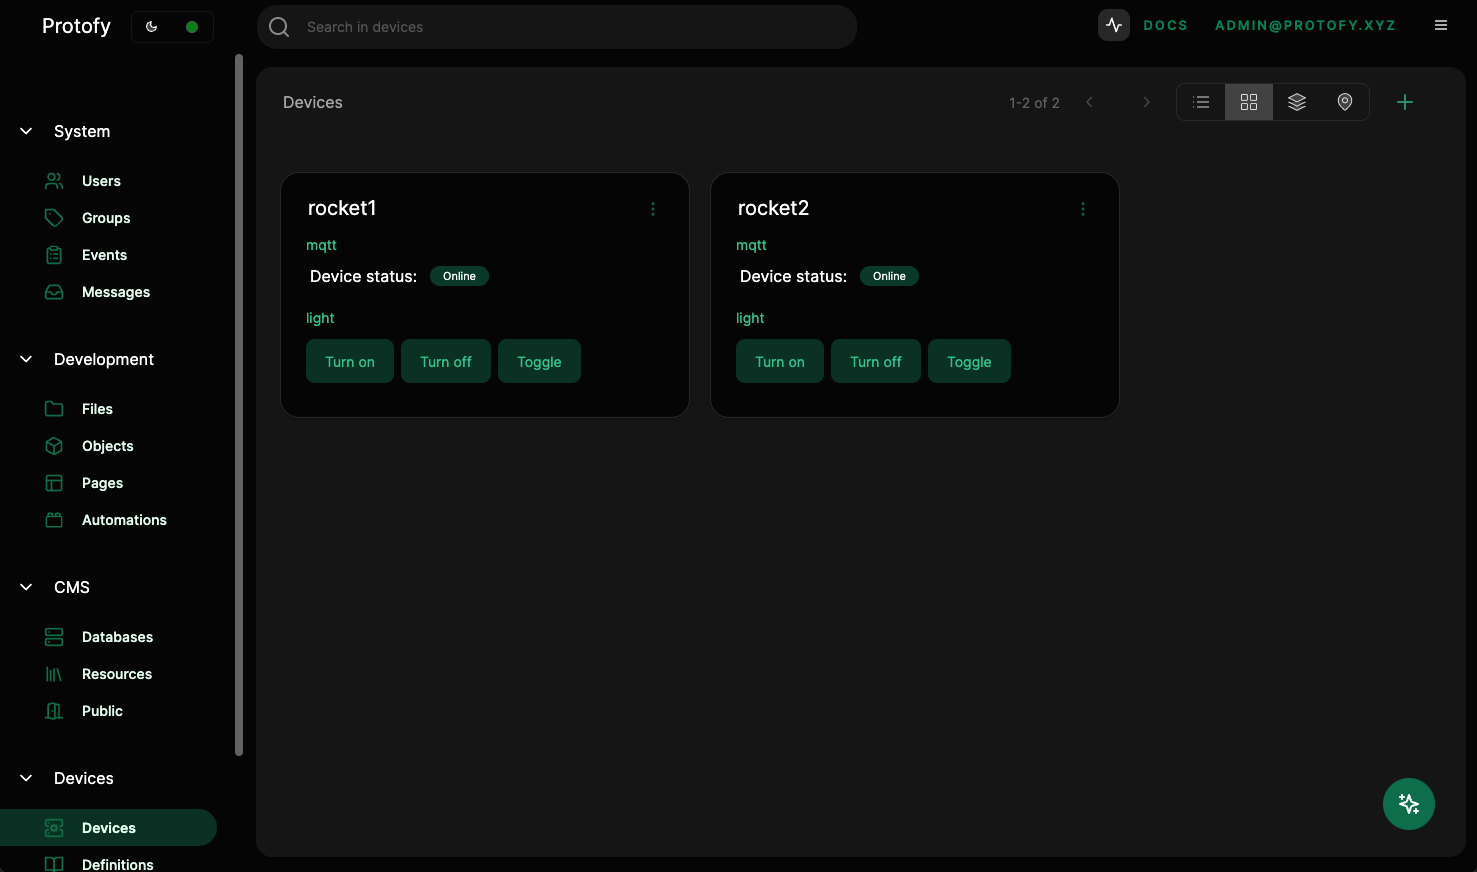 Protofy
Search in devices
DOCS
ADMIN@PROTOFY.XYZ
System
Users
Groups
Events
Messages
Development
Files
Objects
Pages
Automations
CMS
Databases
Resources
Public
Devices
Devices
Definitions
Devices
1-2 of 2
rocket1
mqtt
Device status: Online
light
Turn on Turn off Toggle
rocket2
mqtt
Device status: Online
light
Turn on Turn off Toggle